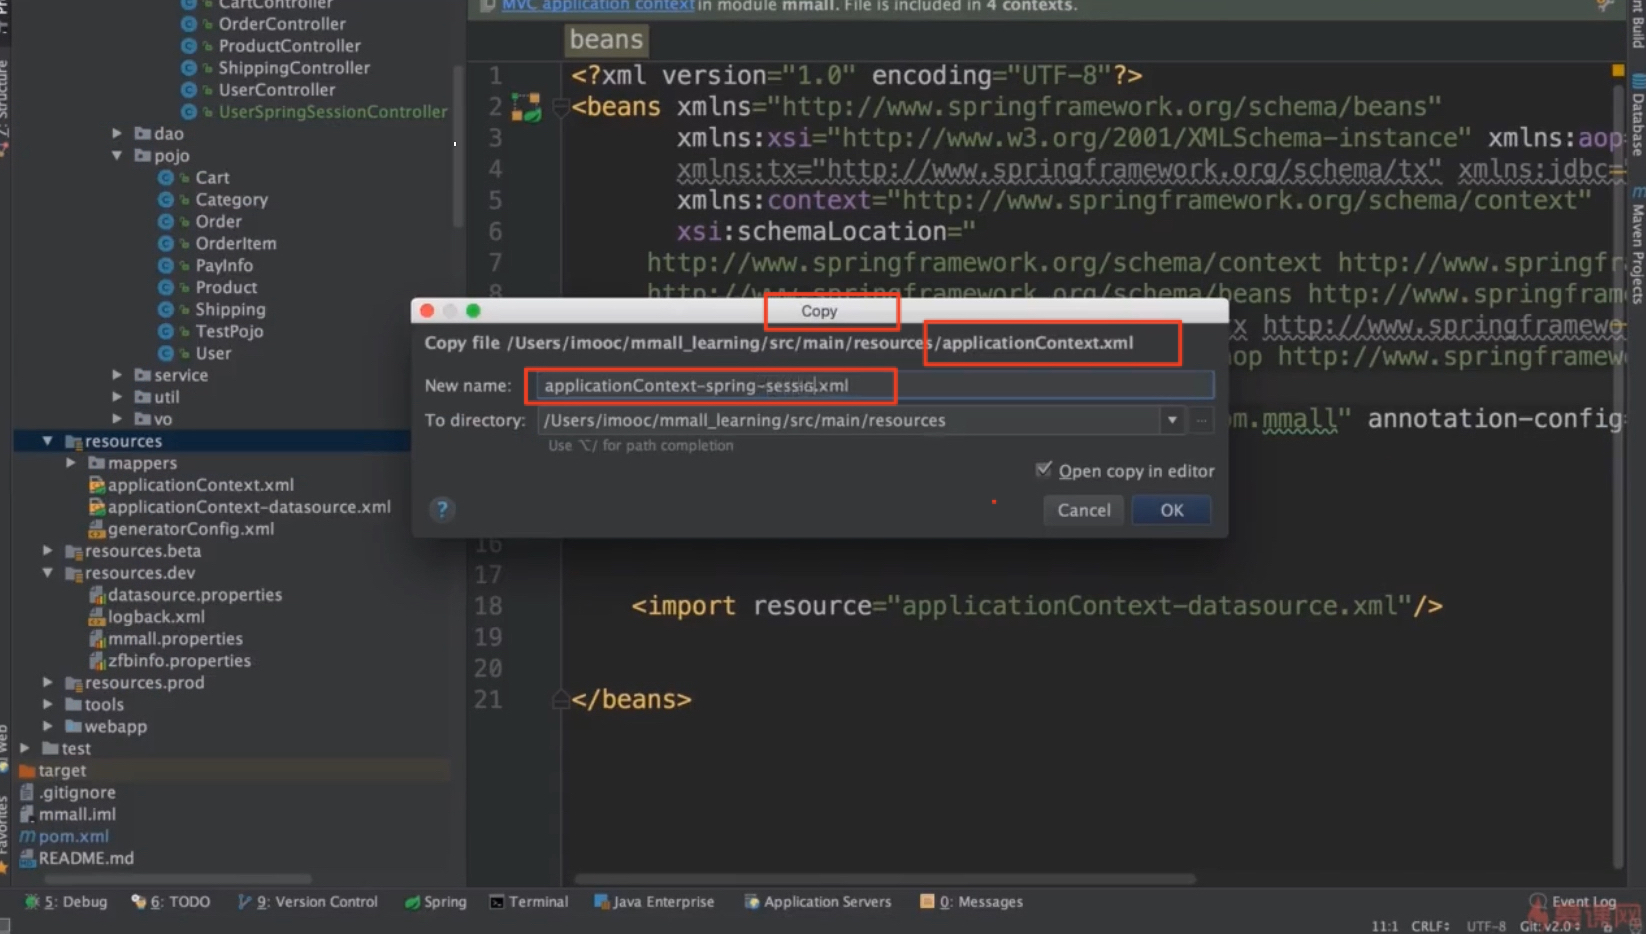 CartController
OrderController
ProductController
ShippingController
UserController
UserSpringSessionController
dao
pojo
Cart
Category
Order
OrderItem
PayInfo
Product
Shipping
TestPojo
User
service
util
vo
resources
mappers
applicationContext.xml
applicationContext-datasource.xml
generatorConfig.xml
resources.beta
resources.dev
datasource.properties
logback.xml
mmall.properties
zfbinfo.properties
resources.prod
tools
webapp
test
target
.gitignore
mmall.iml
pom.xml
README.md
Z: Structure
Favorites
MVC application context in module mmall. File is included in 4 contexts.
beans
1 <?xml version="1.0" encoding="UTF-8"?>
2 <beans xmlns="http://www.springframework.org/schema/beans"
3 xmlns:xsi="http://www.w3.org/2001/XMLSchema-instance" xmlns:aop
4 xmlns:tx="http://www.springframework.org/schema/tx" xmlns:jdbc=
5 xmlns:context="http://www.springframework.org/schema/context"
6 xsi:schemaLocation="
7 http://www.springframework.org/schema/context http://www.springfr
8 http://www.springframework.org/schema/beans http://www.springfram
x http://www.springframewo
op http://www.springframew
om.mmall" annotation-config
16
17
18 <import resource="applicationContext-datasource.xml"/>
19
20
21 </beans>
Copy
Copy file /Users/imooc/mmall_learning/src/main/resources/applicationContext.xml
New name: applicationContext-spring-sessio.xml
To directory: /Users/imooc/mmall_learning/src/main/resources
Use ⌥/ for path completion
Open copy in editor
?
Cancel
OK
nt Build
Database
Maven Projects
5: Debug
6: TODO
9: Version Control
Spring
Terminal
Java Enterprise
Application Servers
0: Messages
Event Log
11:1 CRLF UTF-8 Git: v2.0
慕课网